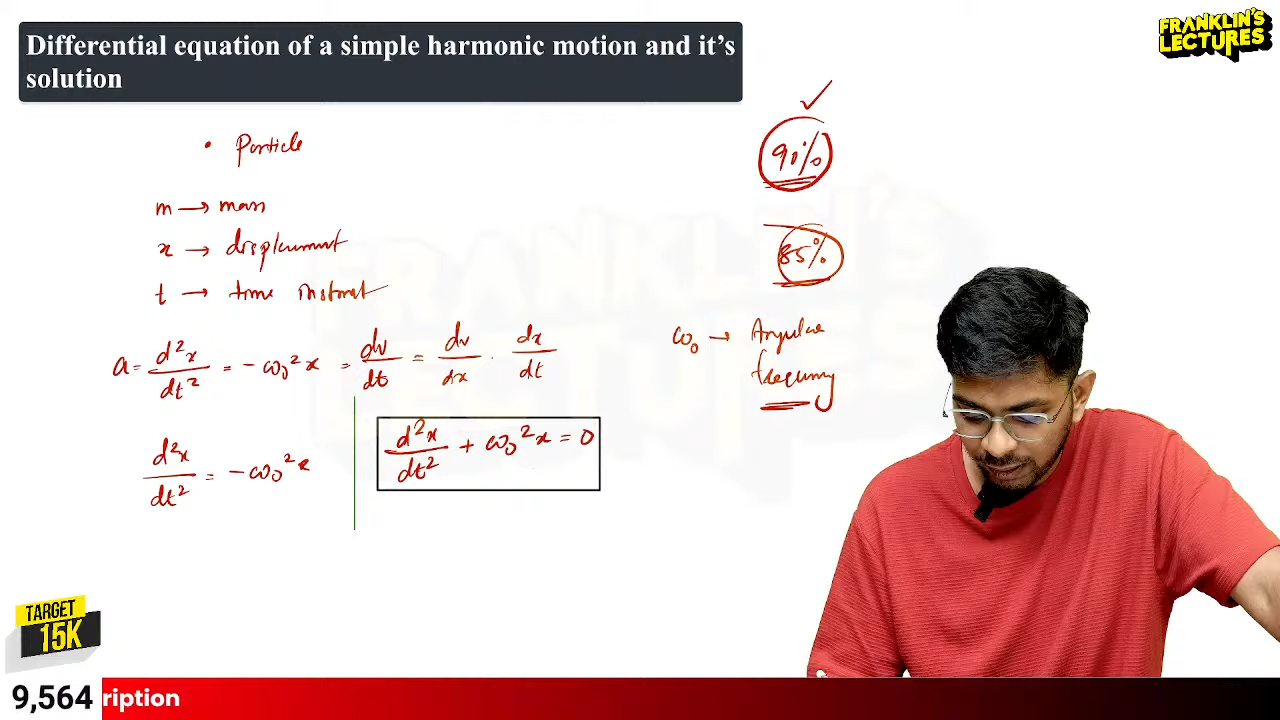 Differential equation of a simple harmonic motion and it's
solution
FRANKLIN'S
LECTURES
• Particle
m → mass
x → displacement
t → time instant
a = d²x/dt² = -ω₀²x = dv/dt = dv/dx · dx/dt
d²x/dt² = -ω₀²x
d²x/dt² + ω₀²x = 0
90%
85%
ω₀ → Angular
frequency
FRANKLIN'S
LECTURES
TARGET
15K
9,564
ription